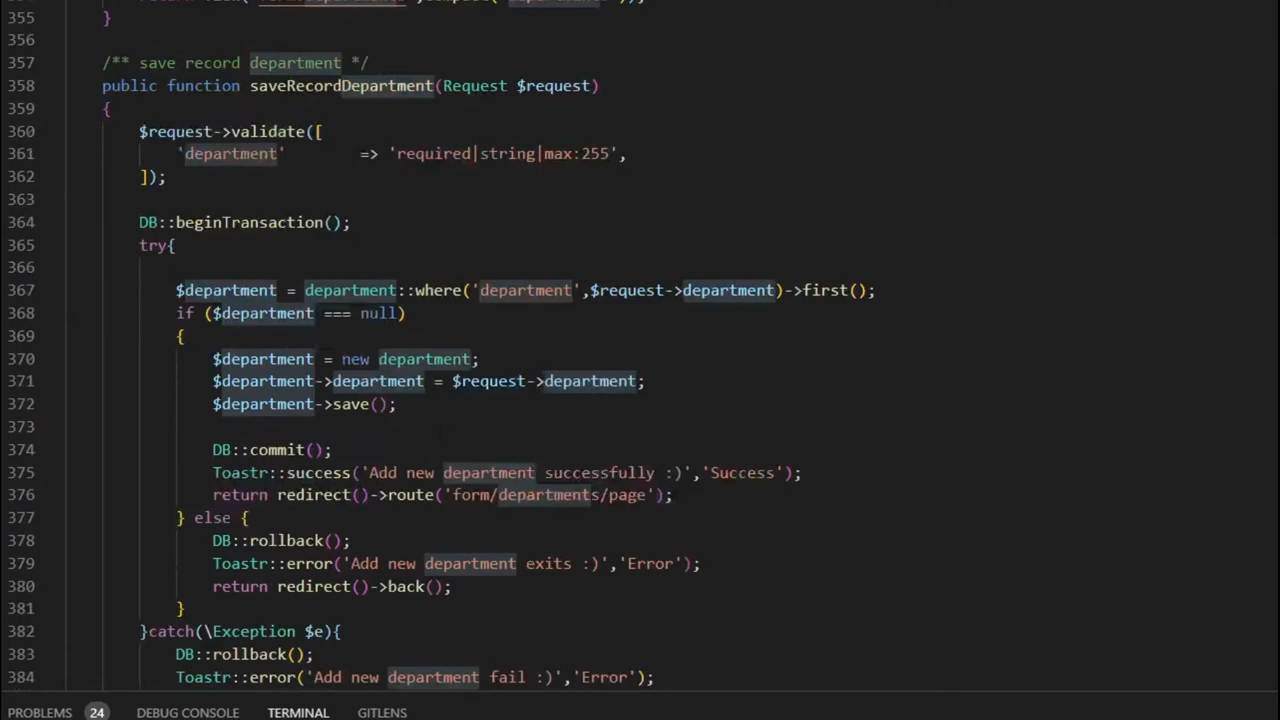 355 }
356
357 /** save record department */
358 public function saveRecordDepartment(Request $request)
359 {
360 $request->validate([
361 'department' => 'required|string|max:255',
362 ]);
363
364 DB::beginTransaction();
365 try{
366
367 $department = department::where('department',$request->department)->first();
368 if ($department === null)
369 {
370 $department = new department;
371 $department->department = $request->department;
372 $department->save();
373
374 DB::commit();
375 Toastr::success('Add new department successfully :)','Success');
376 return redirect()->route('form/departments/page');
377 } else {
378 DB::rollback();
379 Toastr::error('Add new department exits :)','Error');
380 return redirect()->back();
381 }
382 }catch(\Exception $e){
383 DB::rollback();
384 Toastr::error('Add new department fail :)','Error');
PROBLEMS 24 DEBUG CONSOLE TERMINAL GITLENS